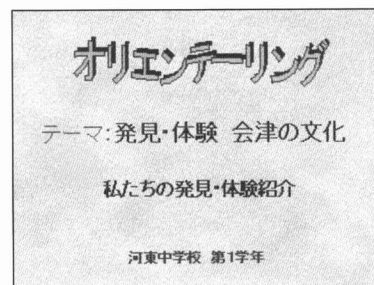 オリエンテーリング
テーマ:発見・体験 会津の文化
私たちの発見・体験紹介
河東中学校 第1学年